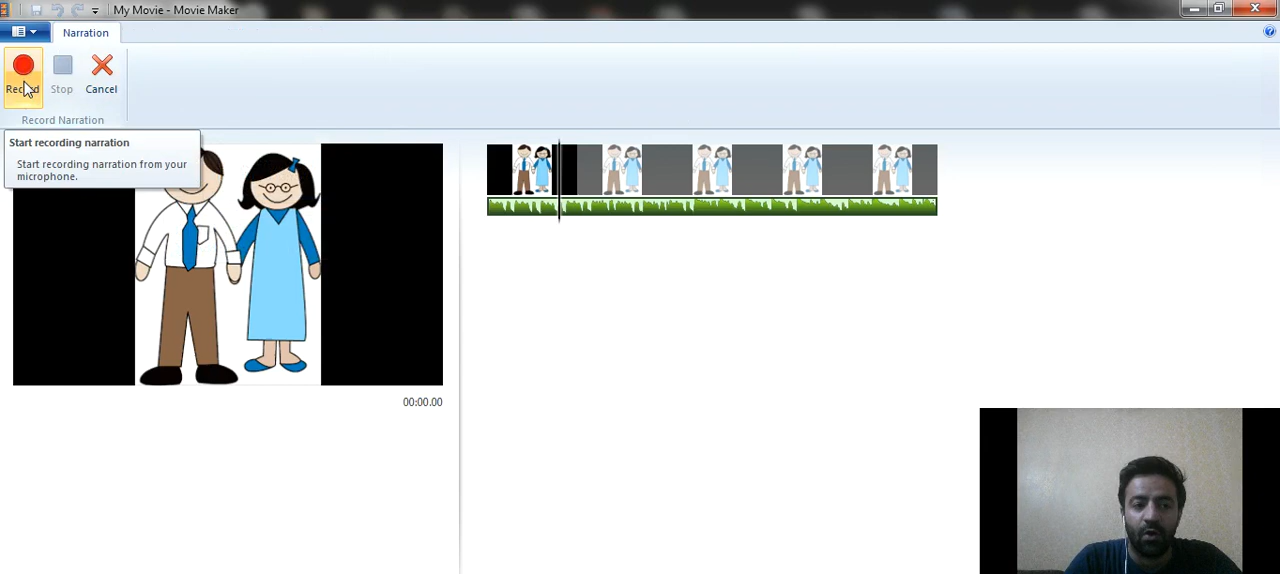 My Movie - Movie Maker
Narration
Record
Stop
Cancel
Record Narration
Start recording narration
Start recording narration from your
microphone.
00:00.00